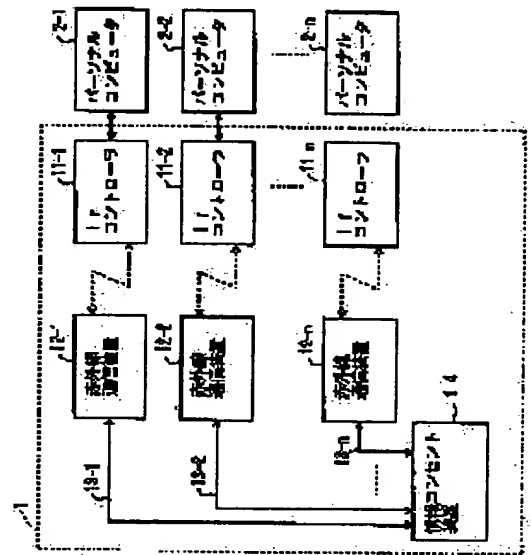 1
2-1
パーソナル
コンピュータ
11-1
Ir
コントローラ
12-1
赤外線
通信装置
13-1
2-2
パーソナル
コンピュータ
11-2
Ir
コントローラ
12-2
赤外線
通信装置
13-2
2-n
パーソナル
コンピュータ
11-n
Ir
コントローラ
12-n
赤外線
通信装置
13-n
14
情報コンセント
装置